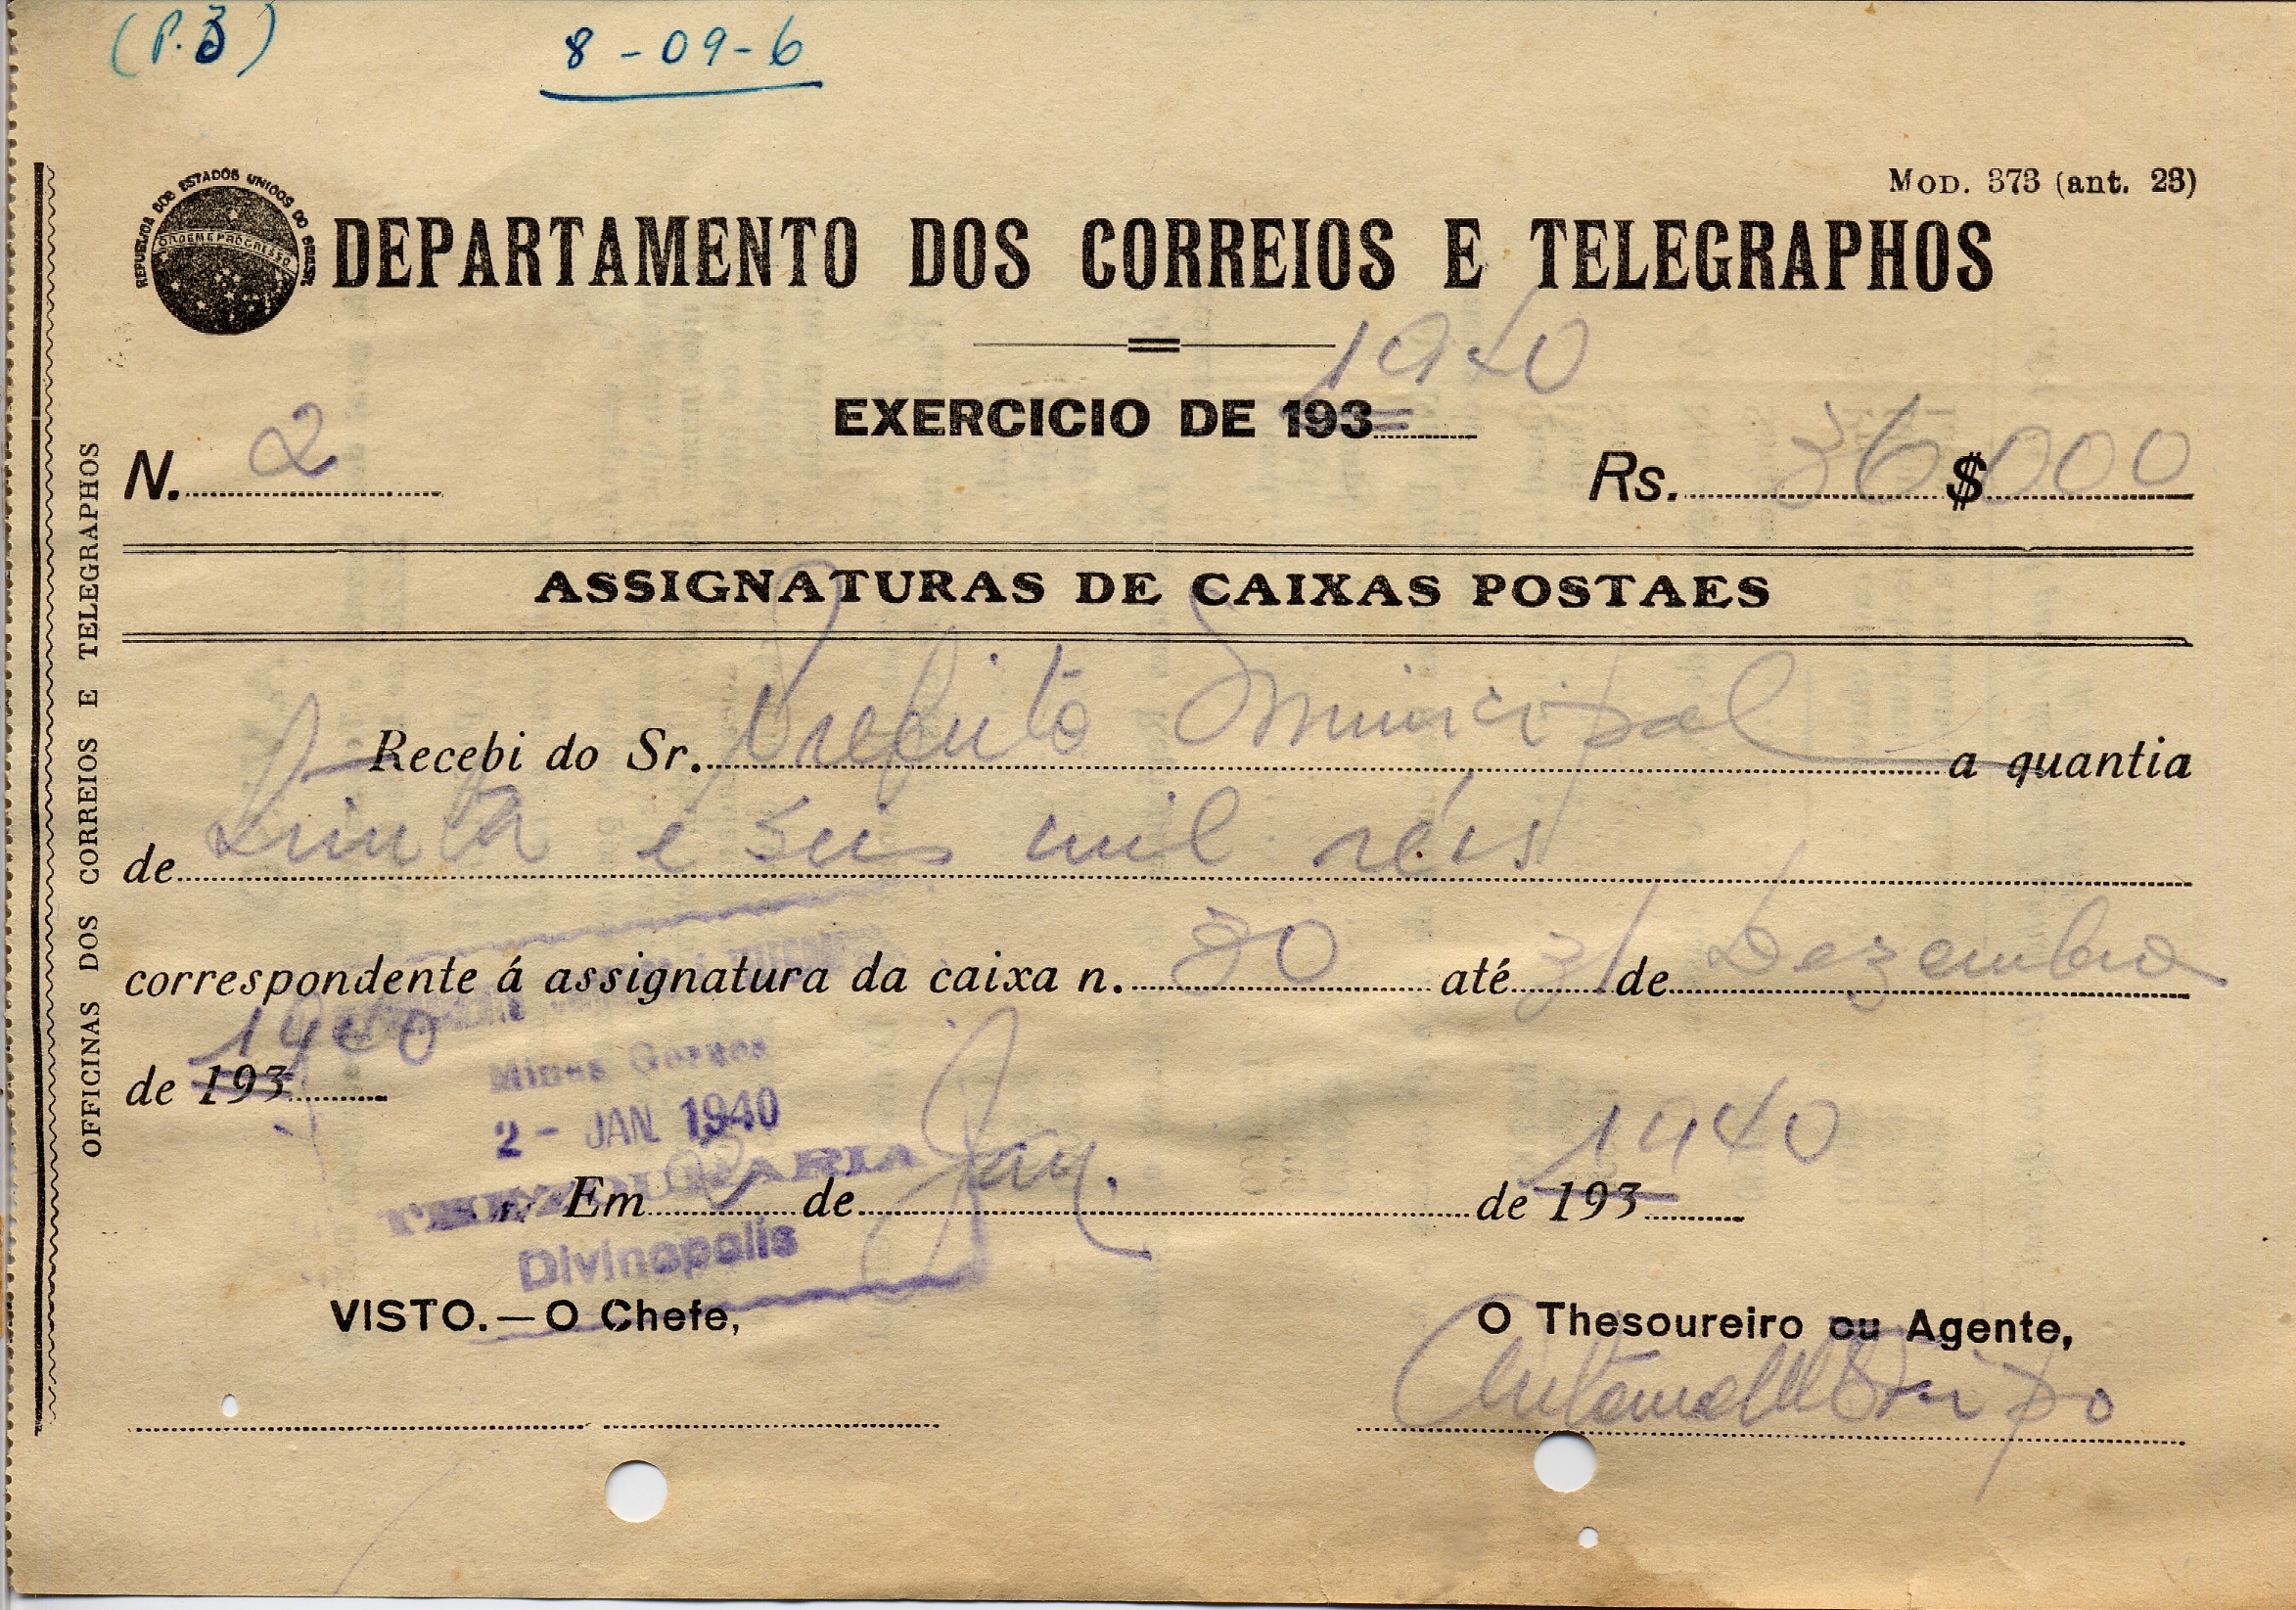 (P.3)
8-09-6
Mod. 373 (ant. 23)
REPUBLICA DOS ESTADOS UNIDOS DO BRASIL
ORDEM E PROGRESSO
DEPARTAMENTO DOS CORREIOS E TELEGRAPHOS
1940
EXERCICIO DE 193
N. 2
Rs. 36$000
ASSIGNATURAS DE CAIXAS POSTAES
Recebi do Sr. Prefeito Municipal a quantia
de Trinta e seis mil réis
correspondente á assignatura da caixa n. 30 até 31 de Dezembro
1940
de 193
Minas Geraes
2 - JAN. 1940
THEZOURARIA
Divinopolis
1940
Em 2 de Jan. de 193
VISTO.—O Chefe,
O Thesoureiro ou Agente,
OFFICINAS DOS CORREIOS E TELEGRAPHOS